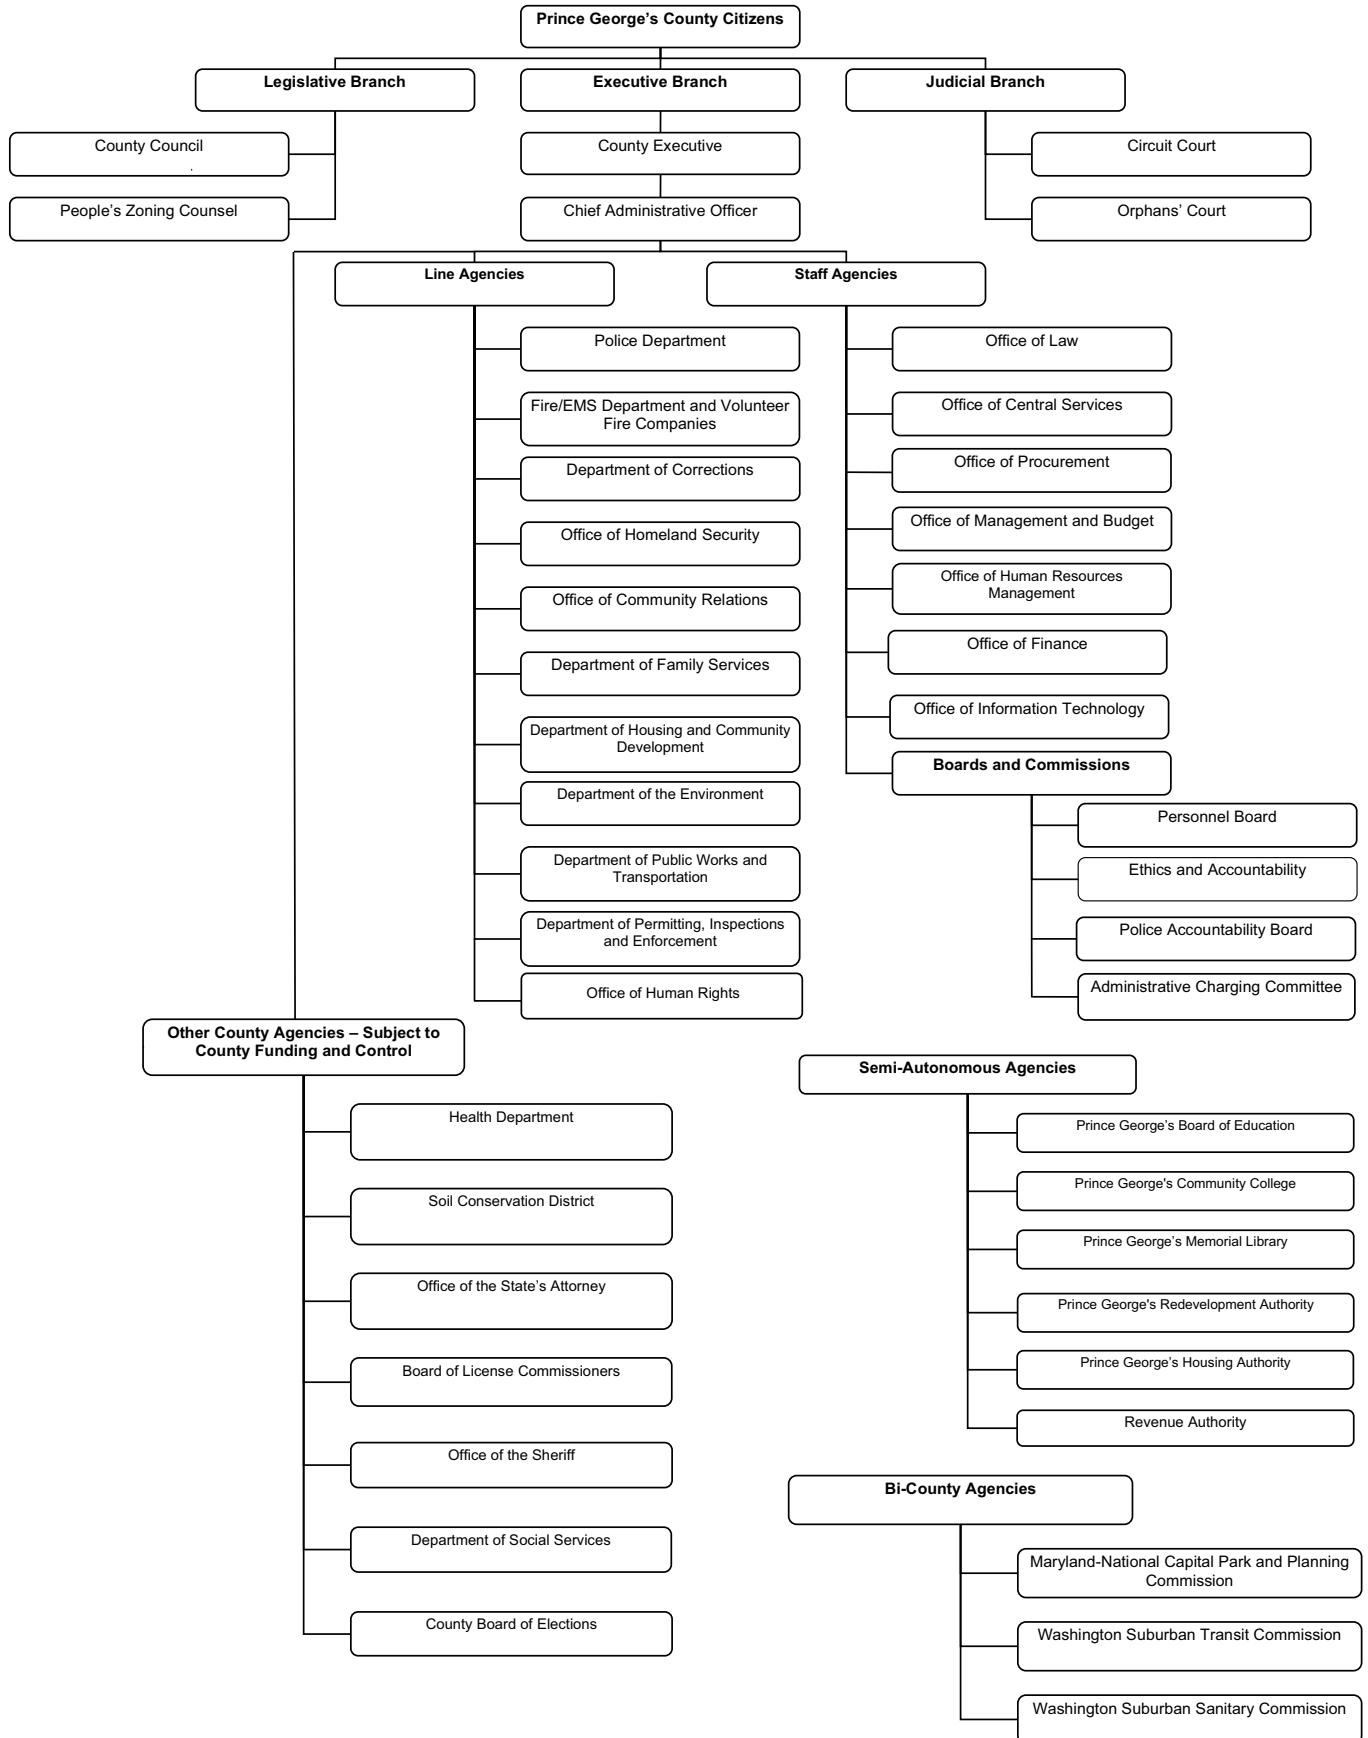 Prince George’s County Citizens
Legislative Branch
Executive Branch
Judicial Branch
County Council
.
County Executive
Circuit Court
People’s Zoning Counsel
Chief Administrative Officer
Orphans’ Court
Line Agencies
Staff Agencies
Police Department
Fire/EMS Department and Volunteer
Fire Companies
Department of Corrections
Office of Homeland Security
Office of Community Relations
Department of Family Services
Department of Housing and Community
Development
Department of the Environment
Department of Public Works and
Transportation
Department of Permitting, Inspections
and Enforcement
Office of Human Rights
Office of Law
Office of Central Services
Office of Procurement
Office of Management and Budget
Office of Human Resources
Management
Office of Finance
Office of Information Technology
Boards and Commissions
Personnel Board
Ethics and Accountability
Police Accountability Board
Administrative Charging Committee
Other County Agencies – Subject to
County Funding and Control
Health Department
Soil Conservation District
Office of the State’s Attorney
Board of License Commissioners
Office of the Sheriff
Department of Social Services
County Board of Elections
Semi-Autonomous Agencies
Prince George’s Board of Education
Prince George's Community College
Prince George’s Memorial Library
Prince George's Redevelopment Authority
Prince George’s Housing Authority
Revenue Authority
Bi-County Agencies
Maryland-National Capital Park and Planning
Commission
Washington Suburban Transit Commission
Washington Suburban Sanitary Commission